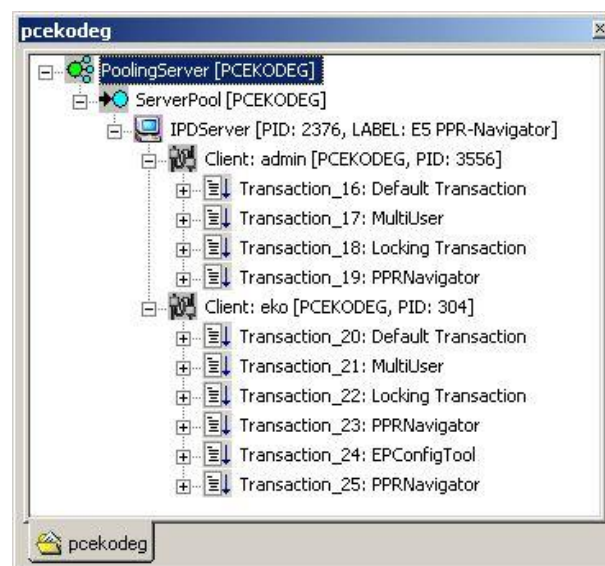 pcekodeg
PoolingServer [PCEKODEG]
ServerPool [PCEKODEG]
IPDServer [PID: 2376, LABEL: E5 PPR-Navigator]
Client: admin [PCEKODEG, PID: 3556]
Transaction_16: Default Transaction
Transaction_17: MultiUser
Transaction_18: Locking Transaction
Transaction_19: PPRNavigator
Client: eko [PCEKODEG, PID: 304]
Transaction_20: Default Transaction
Transaction_21: MultiUser
Transaction_22: Locking Transaction
Transaction_23: PPRNavigator
Transaction_24: EPConfigTool
Transaction_25: PPRNavigator
pcekodeg